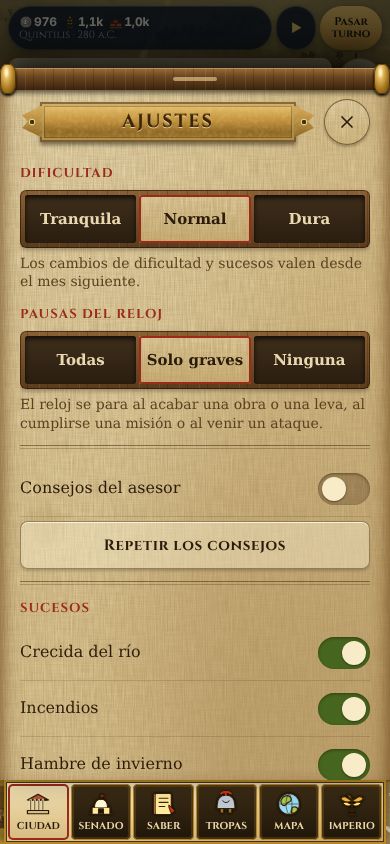 976 1,1k 1,0k
Quintilis · 280 a.C.
PASAR
TURNO
AJUSTES
DIFICULTAD
Tranquila Normal Dura
Los cambios de dificultad y sucesos valen desde
el mes siguiente.
PAUSAS DEL RELOJ
Todas Solo graves Ninguna
El reloj se para al acabar una obra o una leva, al
cumplirse una misión o al venir un ataque.
Consejos del asesor
REPETIR LOS CONSEJOS
SUCESOS
Crecida del río
Incendios
Hambre de invierno
CIUDAD SENADO SABER TROPAS MAPA IMPERIO